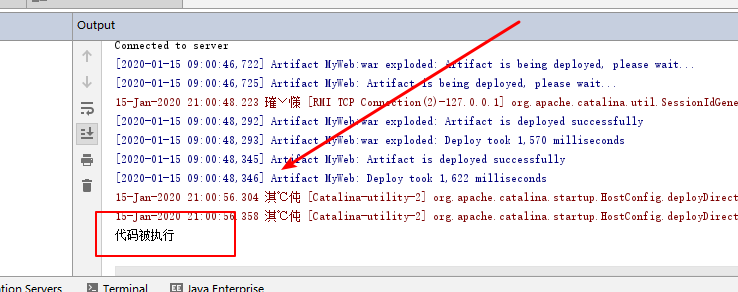 Output
Connected to server
[2020-01-15 09:00:46,722] Artifact MyWeb:war exploded: Artifact is being deployed, please wait...
[2020-01-15 09:00:46,725] Artifact MyWeb: Artifact is being deployed, please wait...
15-Jan-2020 21:00:48.223 [RMI TCP Connection(2)-127.0.0.1] org.apache.catalina.util.SessionIdGene
[2020-01-15 09:00:48,292] Artifact MyWeb:war exploded: Artifact is deployed successfully
[2020-01-15 09:00:48,293] Artifact MyWeb:war exploded: Deploy took 1,570 milliseconds
[2020-01-15 09:00:48,345] Artifact MyWeb: Artifact is deployed successfully
[2020-01-15 09:00:48,346] Artifact MyWeb: Deploy took 1,622 milliseconds
15-Jan-2020 21:00:56.304 淇℃伅 [Catalina-utility-2] org.apache.catalina.startup.HostConfig.deployDirect
15-Jan-2020 21:00:56.358 淇℃伅 [Catalina-utility-2] org.apache.catalina.startup.HostConfig.deployDirect
代码被执行
tion Servers Terminal Java Enterprise